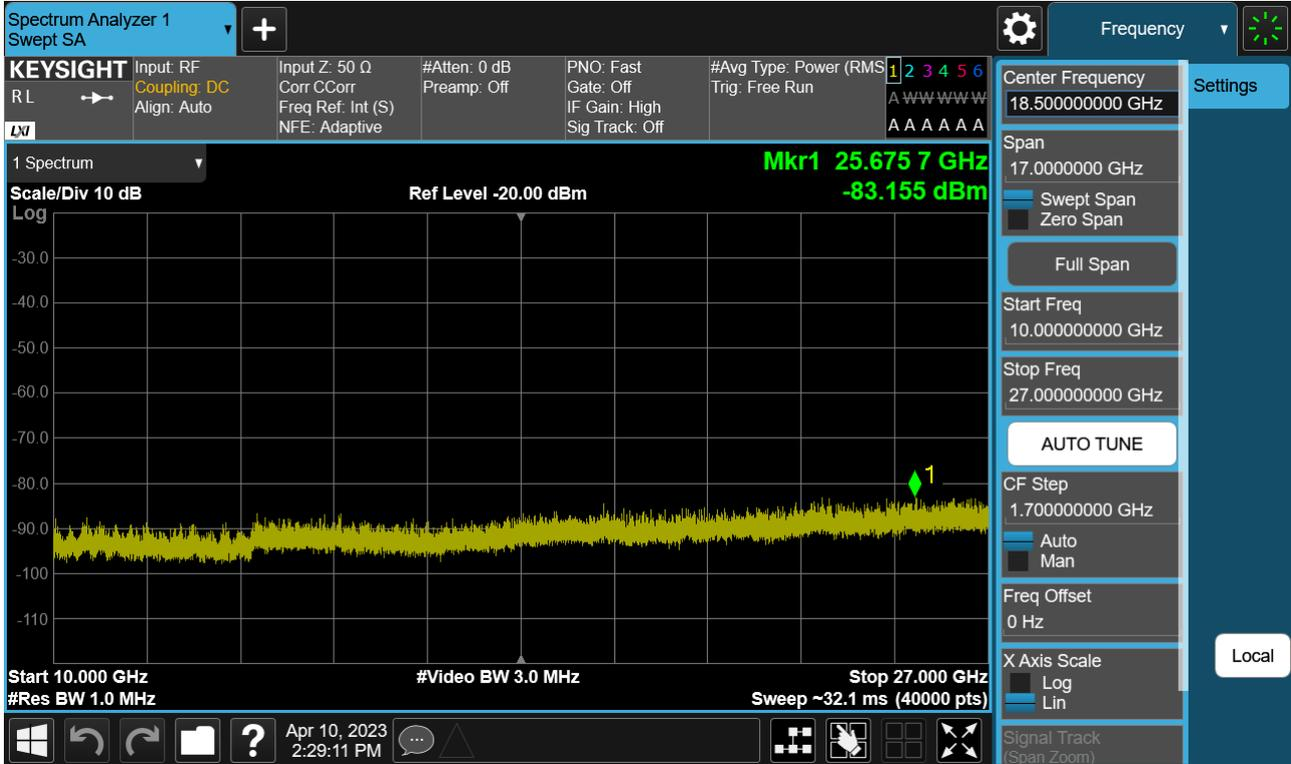 Spectrum Analyzer 1
Swept SA
+
Frequency
KEYSIGHT
R L
LXI
Input: RF
Coupling: DC
Align: Auto
Input Z: 50 Ω
Corr CCorr
Freq Ref: Int (S)
NFE: Adaptive
#Atten: 0 dB
Preamp: Off
PNO: Fast
Gate: Off
IF Gain: High
Sig Track: Off
#Avg Type: Power (RMS
Trig: Free Run
1 2 3 4 5 6
A W W W W W
A A A A A A
1 Spectrum
Mkr1 25.675 7 GHz
Scale/Div 10 dB
Ref Level -20.00 dBm
-83.155 dBm
Log
-30.0
-40.0
-50.0
-60.0
-70.0
-80.0
-90.0
-100
-110
1
Start 10.000 GHz
#Video BW 3.0 MHz
Stop 27.000 GHz
#Res BW 1.0 MHz
Sweep ~32.1 ms (40000 pts)
?
Apr 10, 2023
2:29:11 PM
Center Frequency
18.500000000 GHz
Settings
Span
17.0000000 GHz
Swept Span
Zero Span
Full Span
Start Freq
10.000000000 GHz
Stop Freq
27.000000000 GHz
AUTO TUNE
CF Step
1.700000000 GHz
Auto
Man
Freq Offset
0 Hz
X Axis Scale
Log
Lin
Local
Signal Track
(Span Zoom)